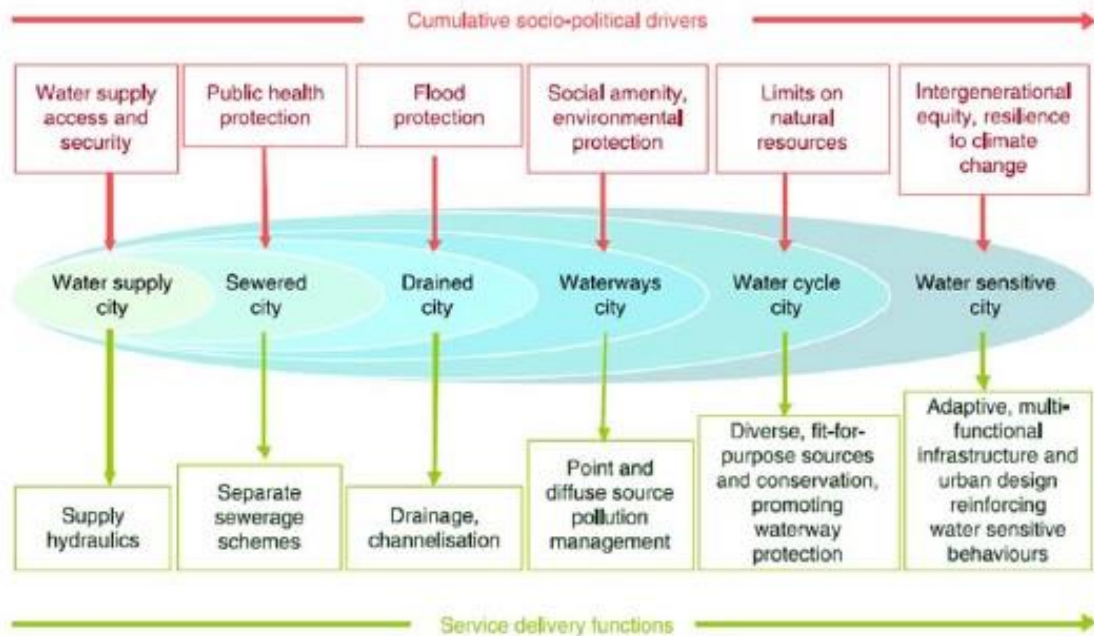 Cumulative socio-political drivers
Water supply
access and
security
Public health
protection
Flood
protection
Social amenity,
environmental
protection
Limits on
natural
resources
Intergenerational
equity, resilience
to climate
change
Water supply
city
Sewered
city
Drained
city
Waterways
city
Water cycle
city
Water sensitive
city
Supply
hydraulics
Separate
sewerage
schemes
Drainage,
channelisation
Point and
diffuse source
pollution
management
Diverse, fit-for-
purpose sources
and conservation,
promoting
waterway
protection
Adaptive, multi-
functional
infrastructure and
urban design
reinforcing
water sensitive
behaviours
Service delivery functions